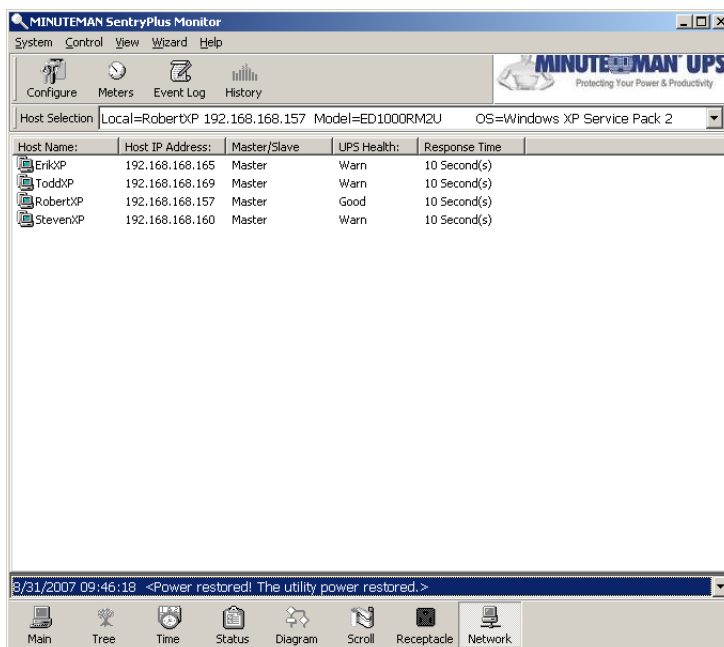 MINUTEMAN SentryPlus Monitor
System Control View Wizard Help
Configure Meters Event Log History
MINUTEMAN UPS
Protecting Your Power & Productivity
Host Selection Local=RobertXP 192.168.168.157 Model=ED1000RM2U OS=Windows XP Service Pack 2
Host Name: Host IP Address: Master/Slave UPS Health: Response Time
ErikXP 192.168.168.165 Master Warn 10 Second(s)
ToddXP 192.168.168.169 Master Warn 10 Second(s)
RobertXP 192.168.168.157 Master Good 10 Second(s)
StevenXP 192.168.168.160 Master Warn 10 Second(s)
8/31/2007 09:46:18 <Power restored! The utility power restored.>
Main Tree Time Status Diagram Scroll Receptacle Network